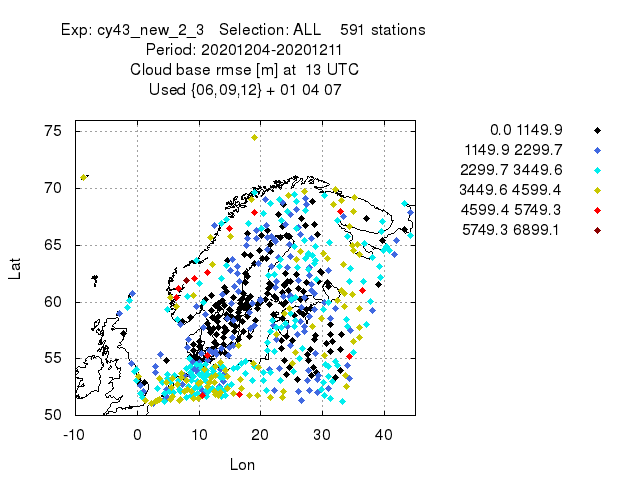 Exp: cy43_new_2_3 Selection: ALL 591 stations
Period: 20201204-20201211
Cloud base rmse [m] at 13 UTC
Used {06,09,12} + 01 04 07
0.0 1149.9
1149.9 2299.7
2299.7 3449.6
3449.6 4599.4
4599.4 5749.3
5749.3 6899.1
75
70
65
60
55
50
Lat
-10 0 10 20 30 40
Lon